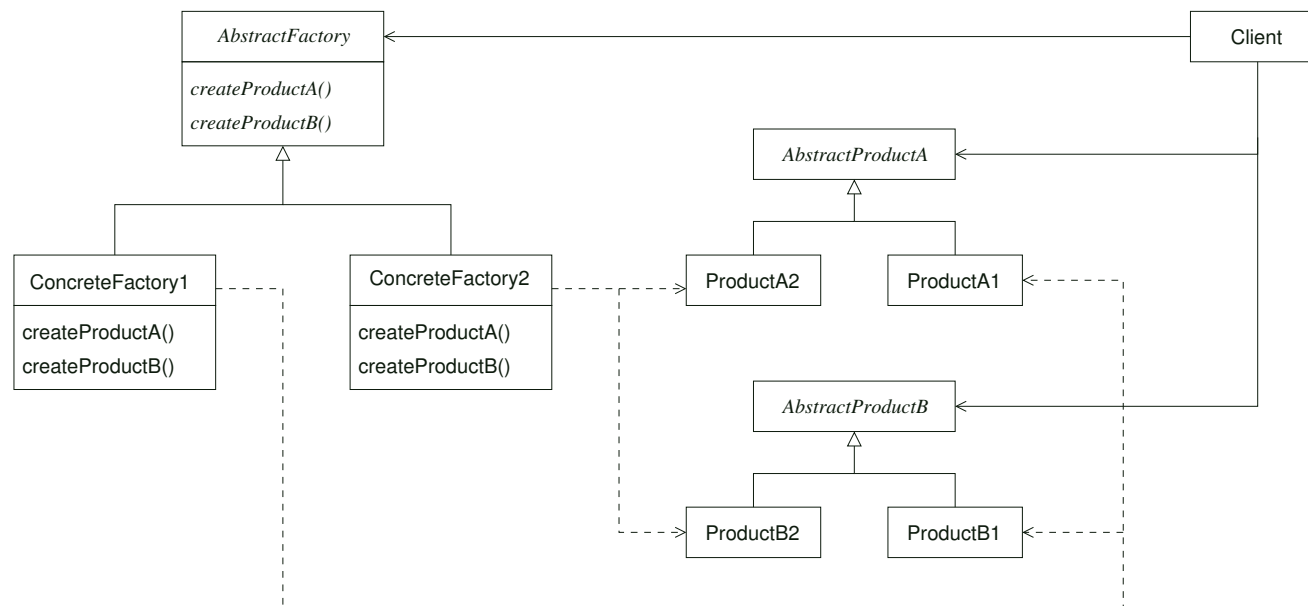 AbstractFactory
createProductA()
createProductB()
Client
AbstractProductA
ConcreteFactory1
createProductA()
createProductB()
ConcreteFactory2
createProductA()
createProductB()
ProductA2
ProductA1
AbstractProductB
ProductB2
ProductB1